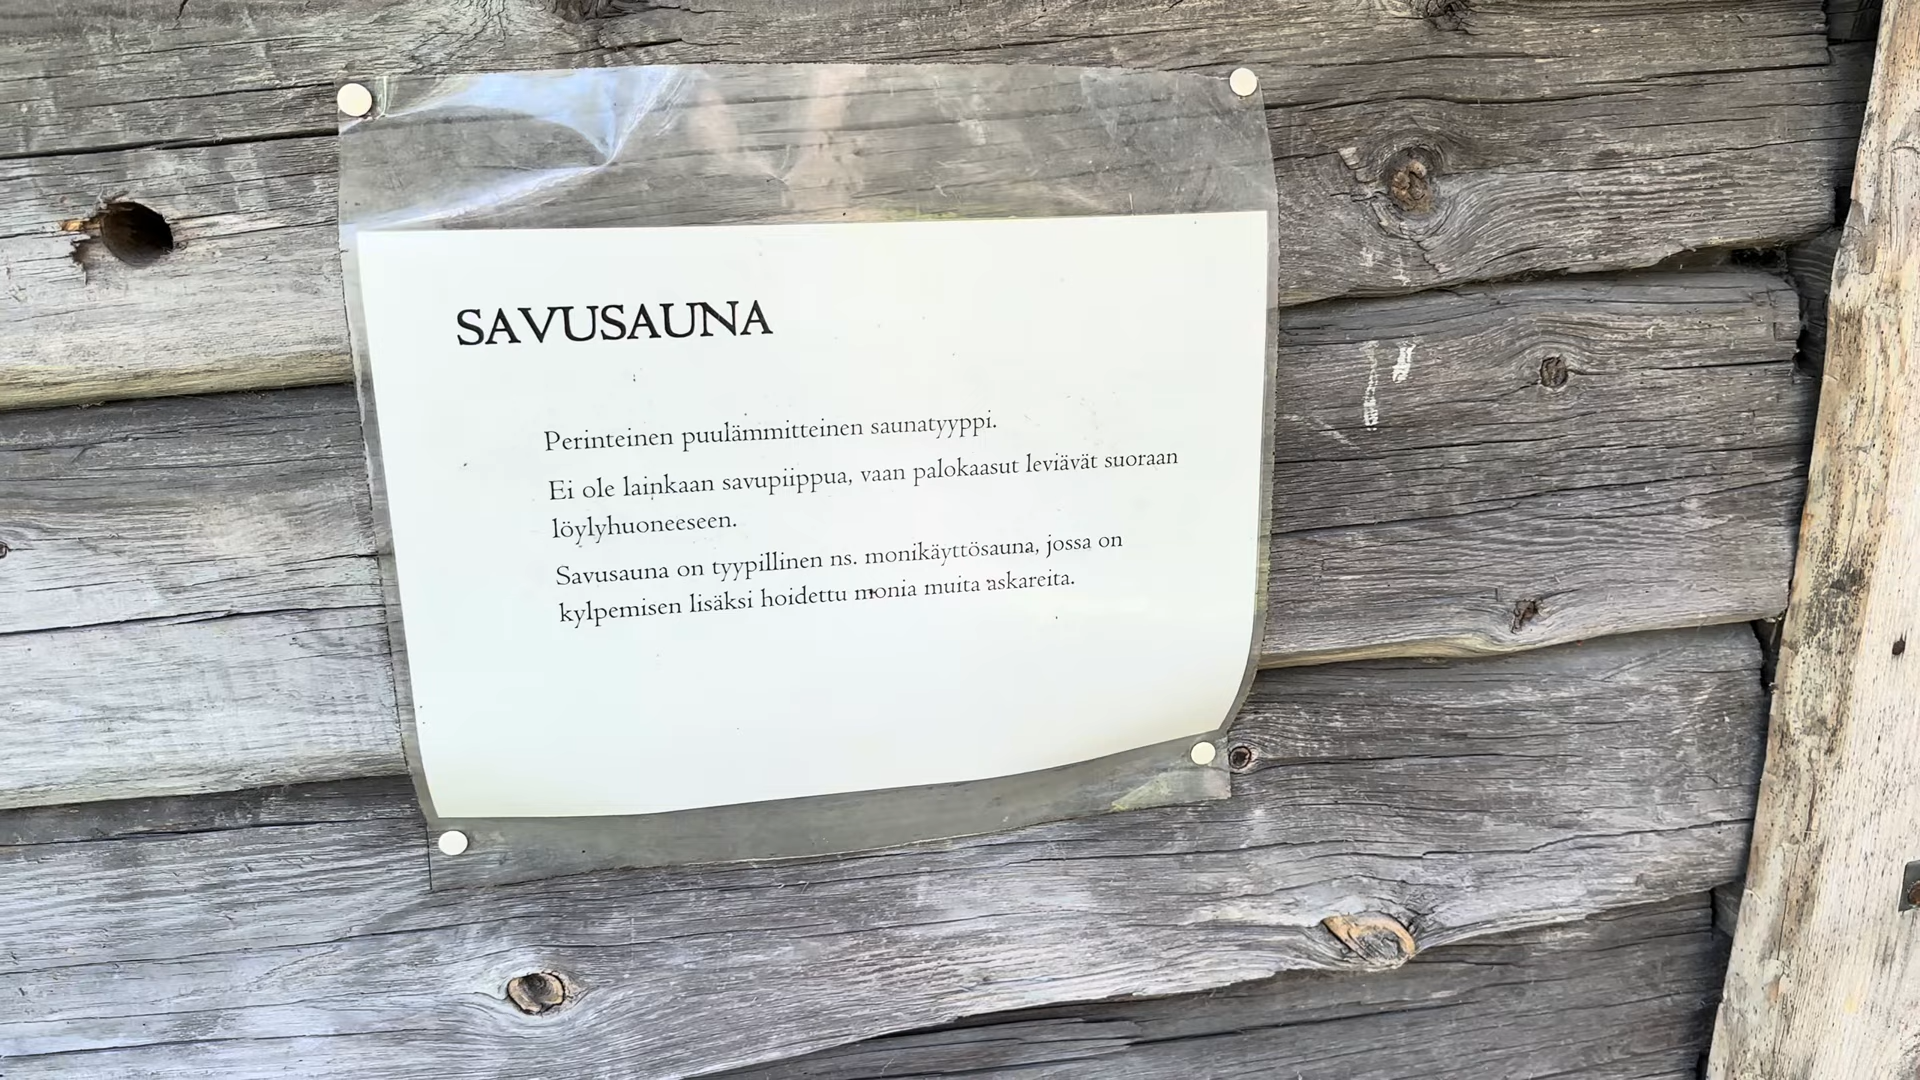 SAVUSAUNA
Perinteinen puulämmitteinen saunatyyppi.
Ei ole lainkaan savupiippua, vaan palokaasut leviävät suoraan
löylyhuoneeseen.
Savusauna on tyypillinen ns. monikäyttösauna, jossa on
kylpemisen lisäksi hoidettu monia muita askareita.